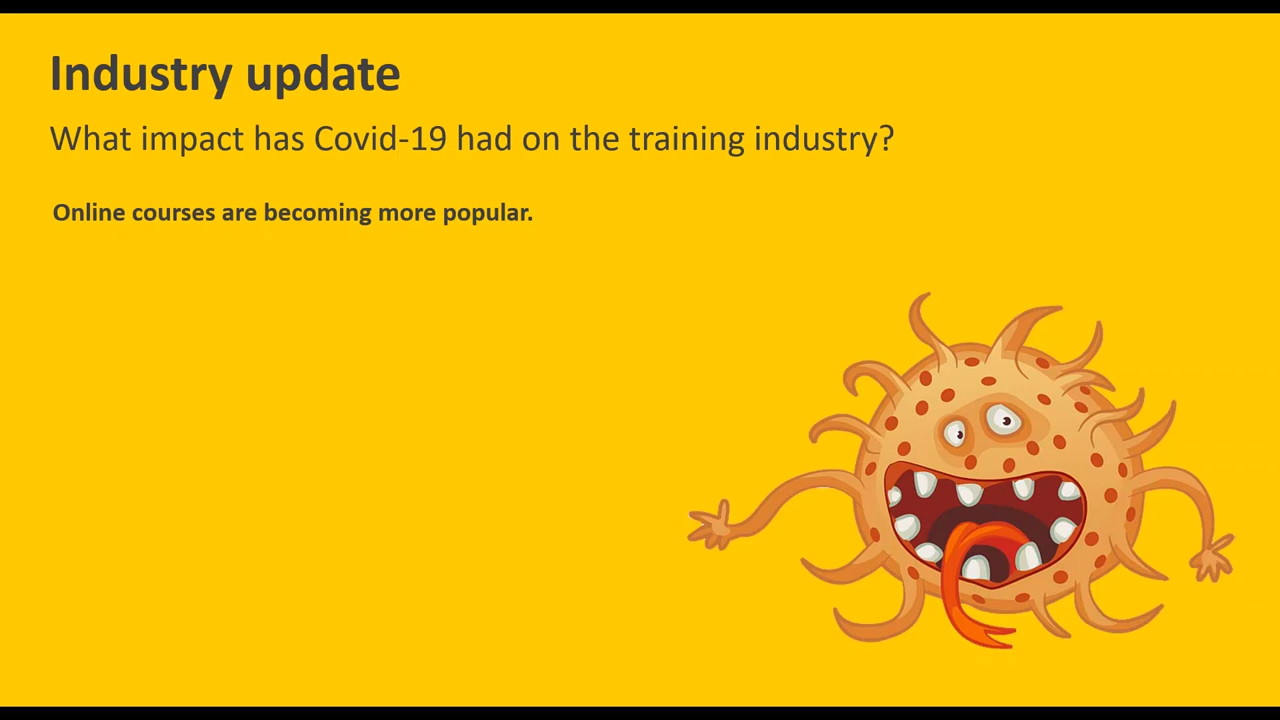 Industry update
What impact has Covid-19 had on the training industry?
Online courses are becoming more popular.